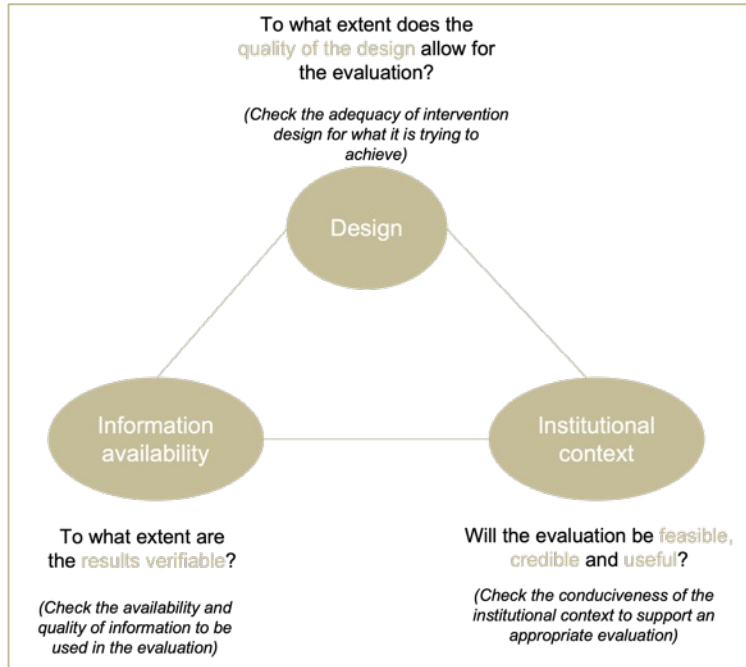 To what extent does the
quality of the design allow for
the evaluation?
(Check the adequacy of intervention
design for what it is trying to
achieve)
Design
Information
availability
Institutional
context
To what extent are
the results verifiable?
(Check the availability and
quality of information to be
used in the evaluation)
Will the evaluation be feasible,
credible and useful?
(Check the conduciveness of the
institutional context to support an
appropriate evaluation)